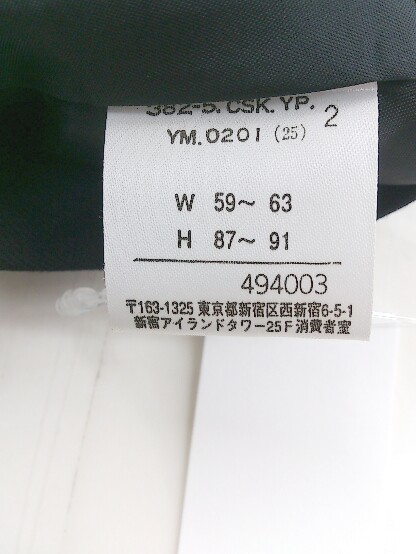 382-5.CSK.YP. 2
YM.0201 (25)
W 59~ 63
H 87~ 91
494003
〒163-1325 東京都新宿区西新宿6-5-1
新宿アイランドタワー25F 消費者室